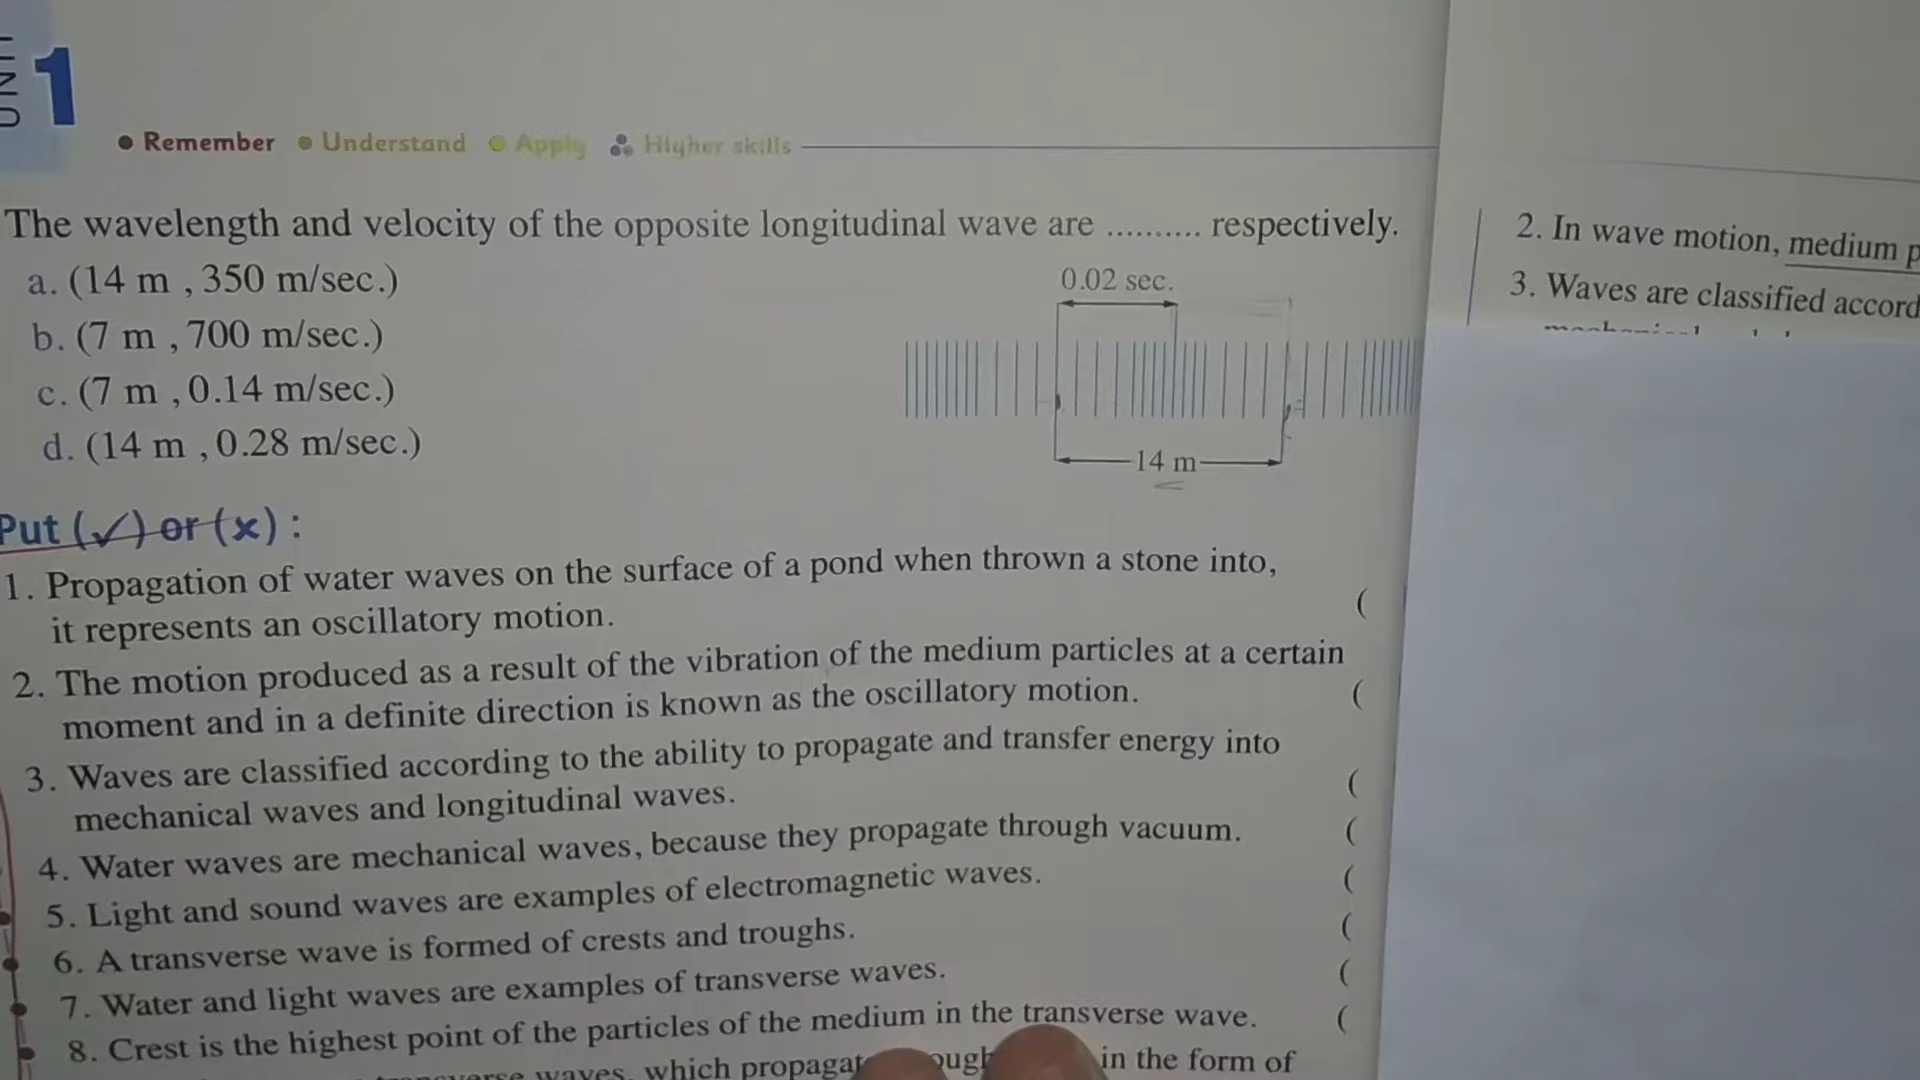 UNIT 1
• Remember • Understand Apply Higher skills
The wavelength and velocity of the opposite longitudinal wave are .......... respectively.
a. (14 m , 350 m/sec.)
b. (7 m , 700 m/sec.)
c. (7 m , 0.14 m/sec.)
d. (14 m , 0.28 m/sec.)
0.02 sec.
14 m
Put (✓) or (x) :
1. Propagation of water waves on the surface of a pond when thrown a stone into,
it represents an oscillatory motion. (
2. The motion produced as a result of the vibration of the medium particles at a certain
moment and in a definite direction is known as the oscillatory motion. (
3. Waves are classified according to the ability to propagate and transfer energy into
mechanical waves and longitudinal waves. (
4. Water waves are mechanical waves, because they propagate through vacuum. (
5. Light and sound waves are examples of electromagnetic waves. (
6. A transverse wave is formed of crests and troughs. (
7. Water and light waves are examples of transverse waves. (
8. Crest is the highest point of the particles of the medium in the transverse wave. (
waves, which in the form of
2. In wave motion, medium
3. Waves are classified